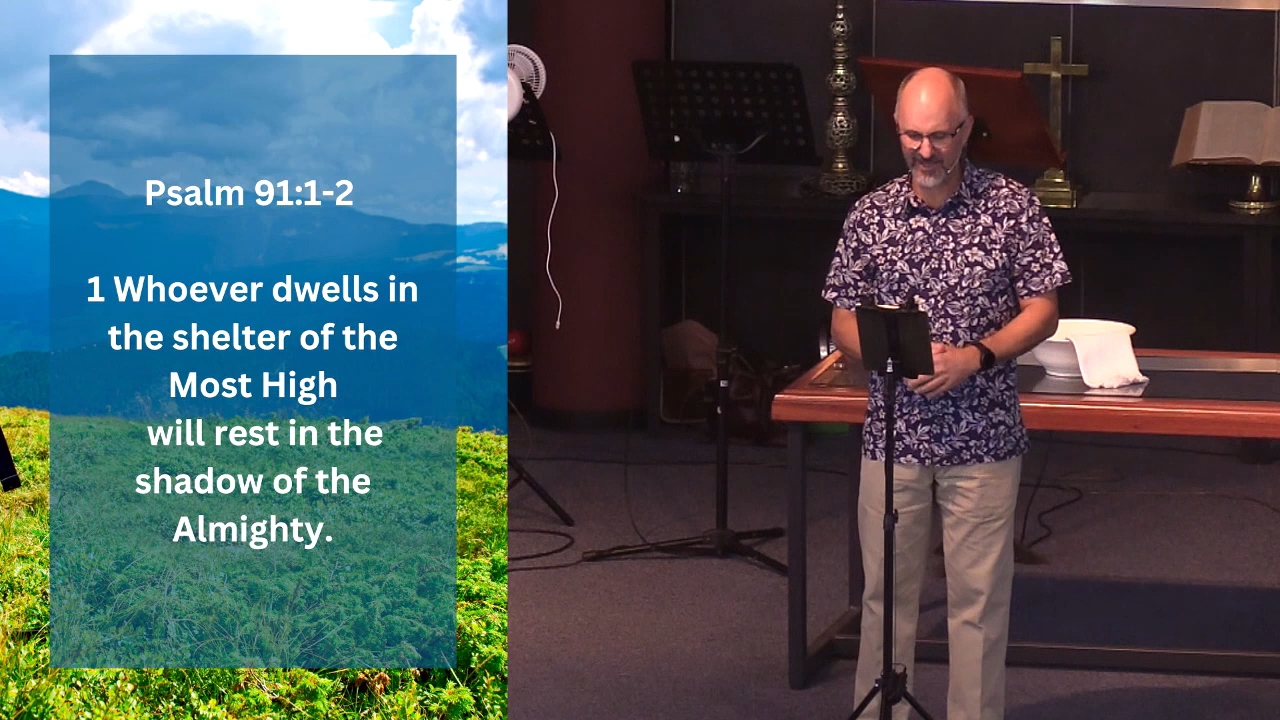 Psalm 91:1-2
1 Whoever dwells in
the shelter of the
Most High
will rest in the
shadow of the
Almighty.